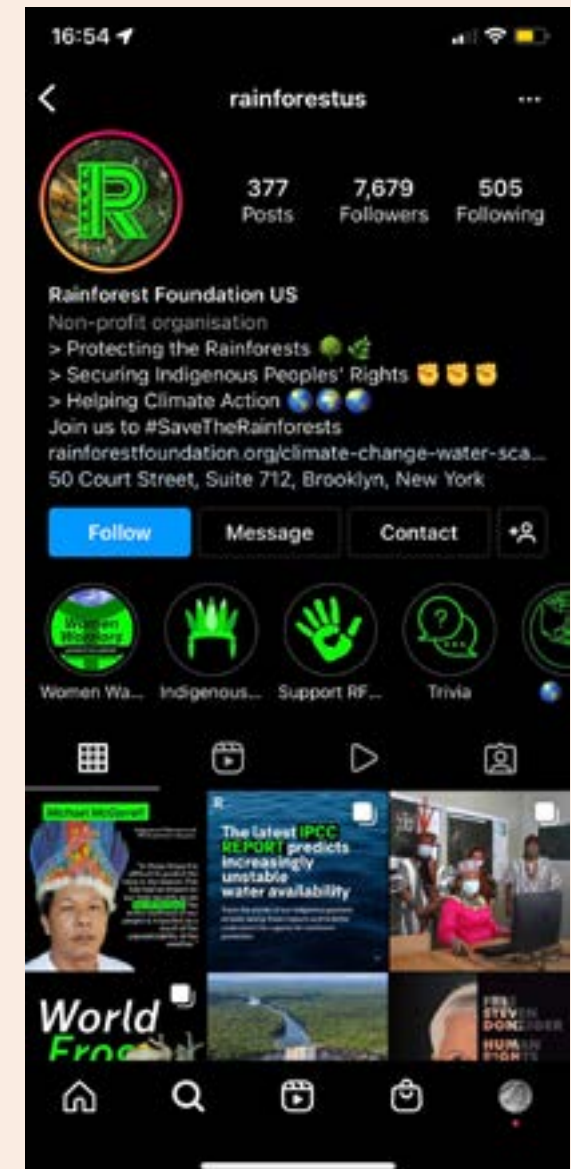 16:54
rainforestus
R
377 7,679 505
Posts Followers Following
Rainforest Foundation US
Non-profit organisation
> Protecting the Rainforests 🌳🌿
> Securing Indigenous Peoples' Rights ✊✊✊
> Helping Climate Action 🌎🌍🌏
Join us to #SaveTheRainforests
rainforestfoundation.org/climate-change-water-sca...
50 Court Street, Suite 712, Brooklyn, New York
Follow Message Contact
Women
Warriors
Women Wa... Indigenous... Support RF... Trivia 🌎
R
The latest IPCC
REPORT predicts
increasingly
unstable
water availability
World
Frog
FREE
STEVEN
DONZIGER
HUMAN
RIGHTS